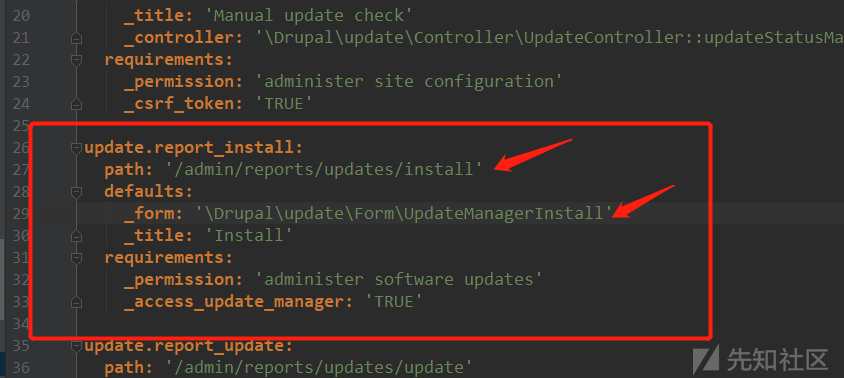 20 _title: 'Manual update check'
21 _controller: '\Drupal\update\Controller\UpdateController::updateStatusMa
22 requirements:
23 _permission: 'administer site configuration'
24 _csrf_token: 'TRUE'
25
26 update.report_install:
27 path: '/admin/reports/updates/install'
28 defaults:
29 _form: '\Drupal\update\Form\UpdateManagerInstall'
30 _title: 'Install'
31 requirements:
32 _permission: 'administer software updates'
33 _access_update_manager: 'TRUE'
34
35 update.report_update:
36 path: '/admin/reports/updates/update'
先知社区